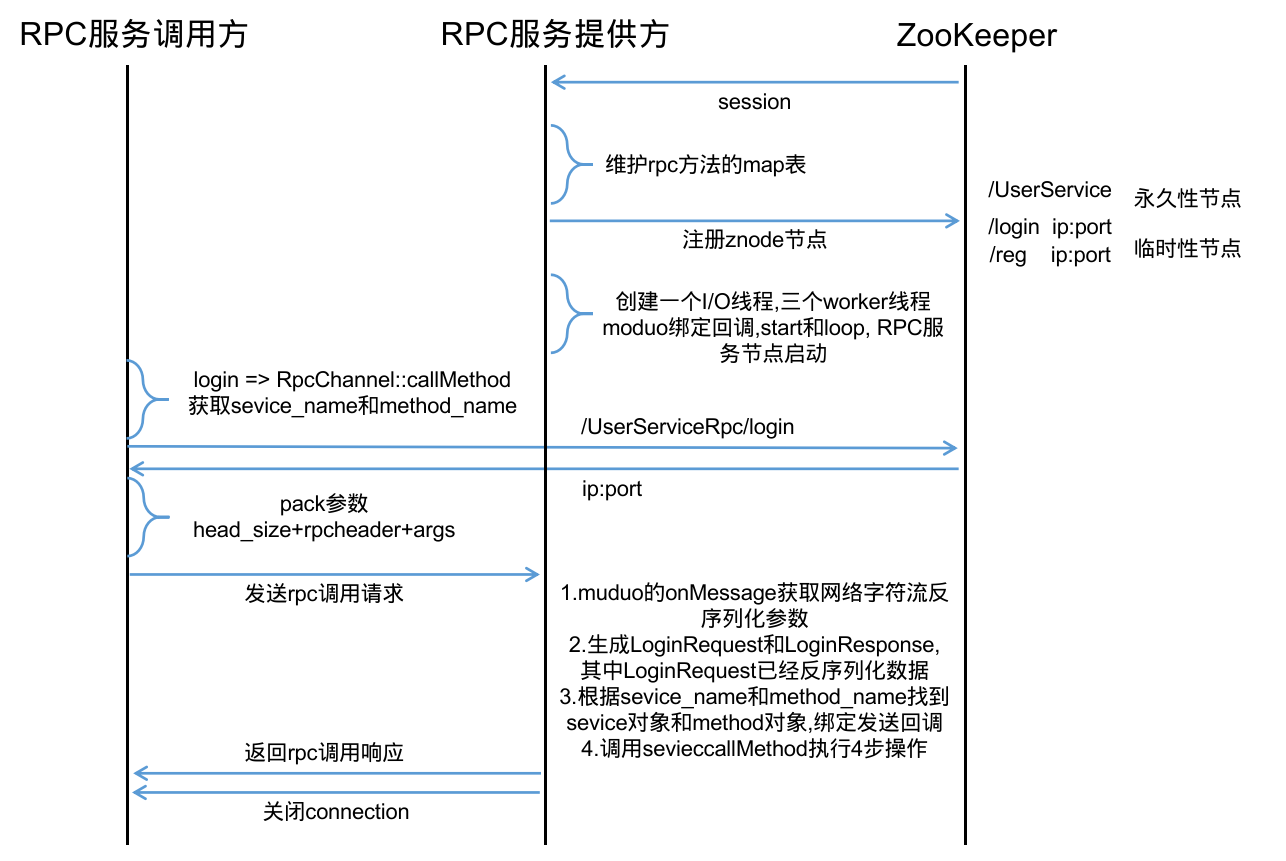 RPC服务调用方
RPC服务提供方
ZooKeeper
session
维护rpc方法的map表
/UserService
永久性节点
注册znode节点
/login ip:port
/reg ip:port
临时性节点
创建一个I/O线程,三个worker线程
moduo绑定回调,start和loop, RPC服
务节点启动
login => RpcChannel::callMethod
获取sevice_name和method_name
/UserServiceRpc/login
ip:port
pack参数
head_size+rpcheader+args
发送rpc调用请求
1.muduo的onMessage获取网络字符流反
序列化参数
2.生成LoginRequest和LoginResponse,
其中LoginRequest已经反序列化数据
3.根据sevice_name和method_name找到
sevice对象和method对象,绑定发送回调
4.调用sevieccallMethod执行4步操作
返回rpc调用响应
关闭connection